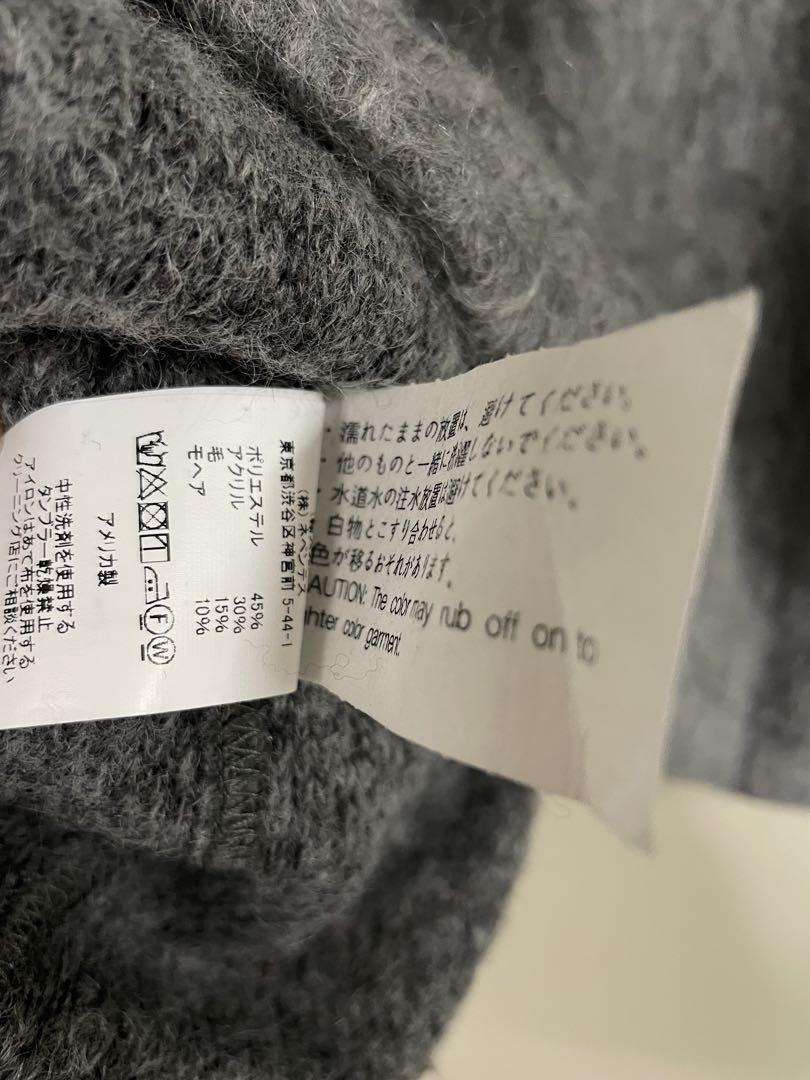 (株)ネペンテス
東京都渋谷区神宮前 5-44-1
ポリエステル 45%
アクリル 30%
毛 15%
モヘア 10%
F W
アメリカ製
中性洗剤を使用する
タンブラー乾燥禁止
アイロンはあて布を使用する
クリーニング店にご相談ください
・濡れたままの放置は、避けてください。
・他のものと一緒に洗濯しないでください。
・水道水の注水放置は避けてください。
白物とこすり合わせると、
色が移るおそれがあります。
AUTION: The color may rub off on to
ghter color garment.